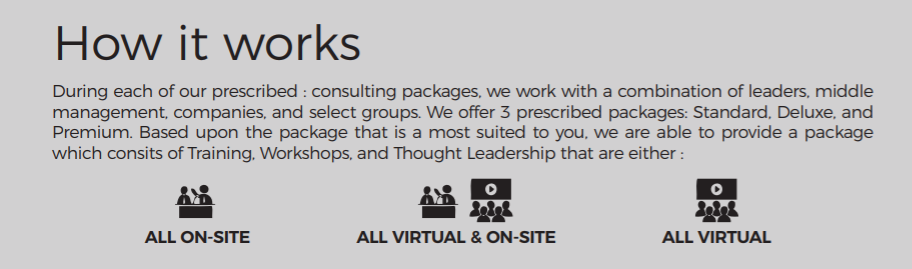 How it works
During each of our prescribed : consulting packages, we work with a combination of leaders, middle
management, companies, and select groups. We offer 3 prescribed packages: Standard, Deluxe, and
Premium. Based upon the package that is a most suited to you, we are able to provide a package
which consits of Training, Workshops, and Thought Leadership that are either :
ALL ON-SITE
ALL VIRTUAL & ON-SITE
ALL VIRTUAL